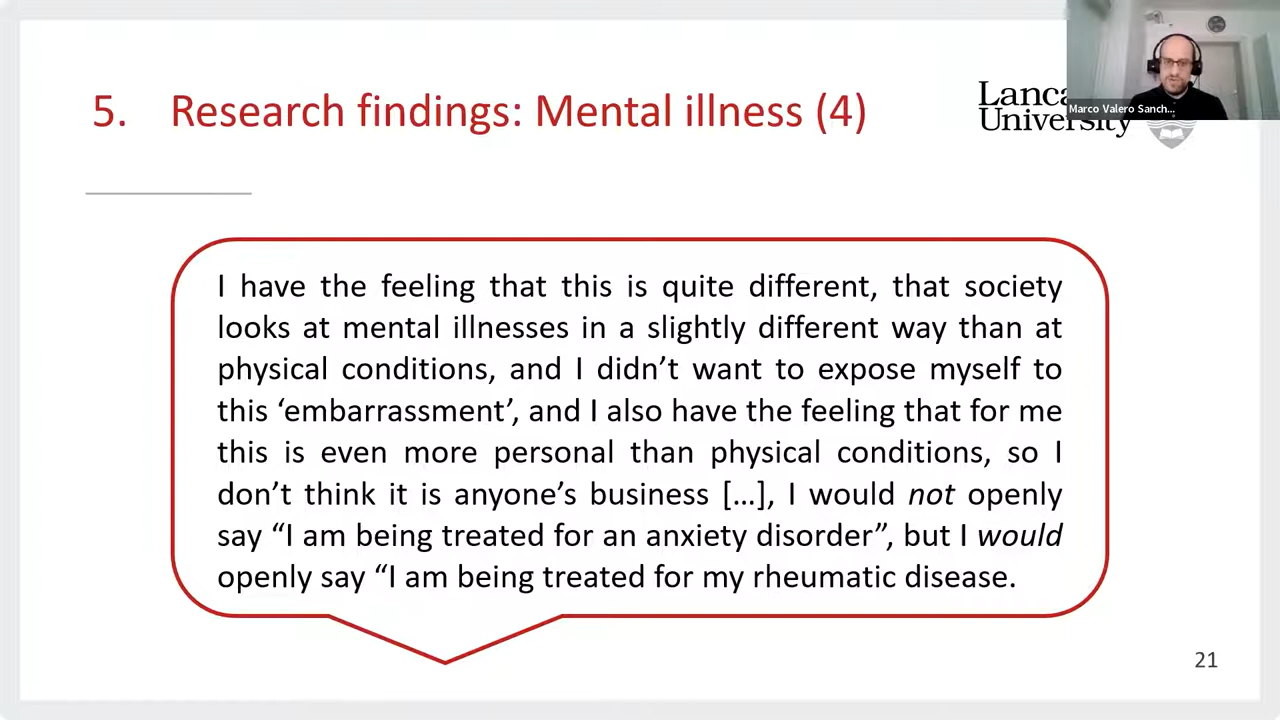 5. Research findings: Mental illness (4)
Lanca
University
Marco Valero Sanch...
I have the feeling that this is quite different, that society
looks at mental illnesses in a slightly different way than at
physical conditions, and I didn’t want to expose myself to
this ‘embarrassment’, and I also have the feeling that for me
this is even more personal than physical conditions, so I
don’t think it is anyone’s business [...], I would not openly
say “I am being treated for an anxiety disorder”, but I would
openly say “I am being treated for my rheumatic disease.
21